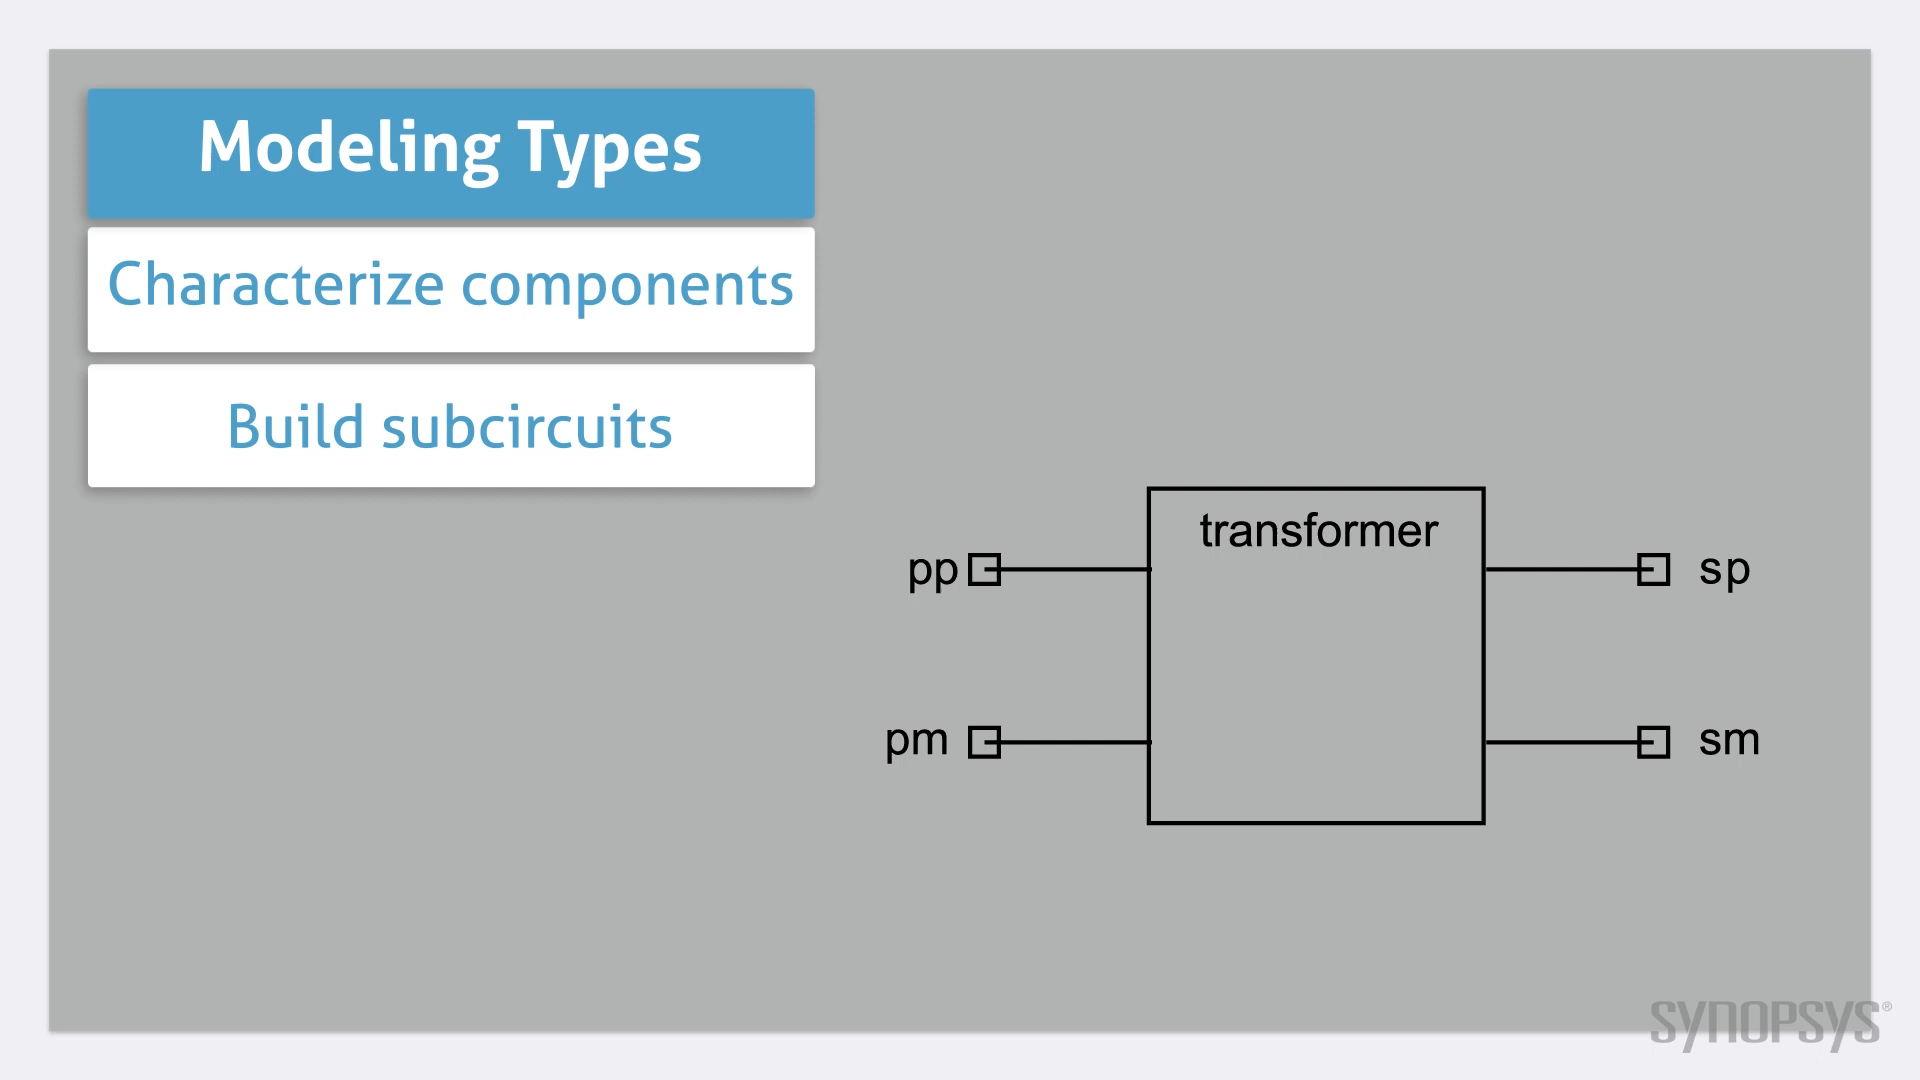 Modeling Types
Characterize components
Build subcircuits
transformer
pp
sp
pm
sm
SYNOPSYS®